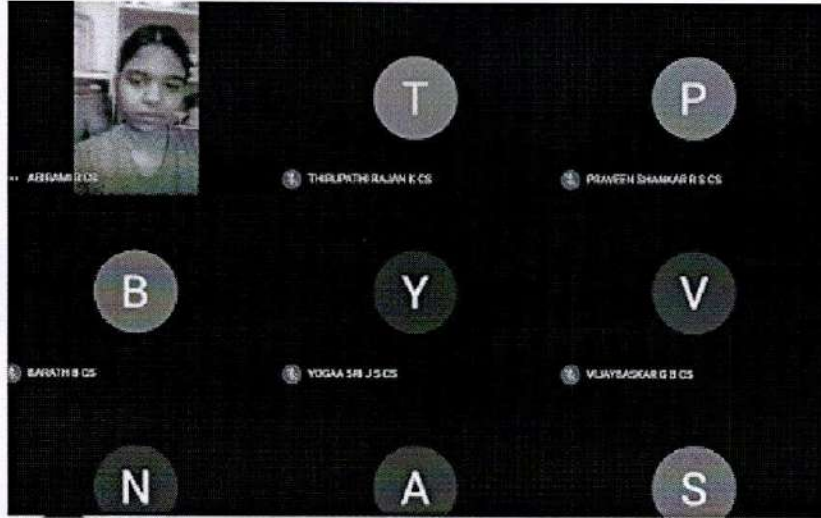 T
P
ABIRAMI R CS
THIRUPATHI RAJAN K CS
PRAVEEN SHANKAR R S CS
B
Y
V
BARATH B CS
YOGAA SRI J S CS
VIJAYBASKAR G B CS
N
A
S